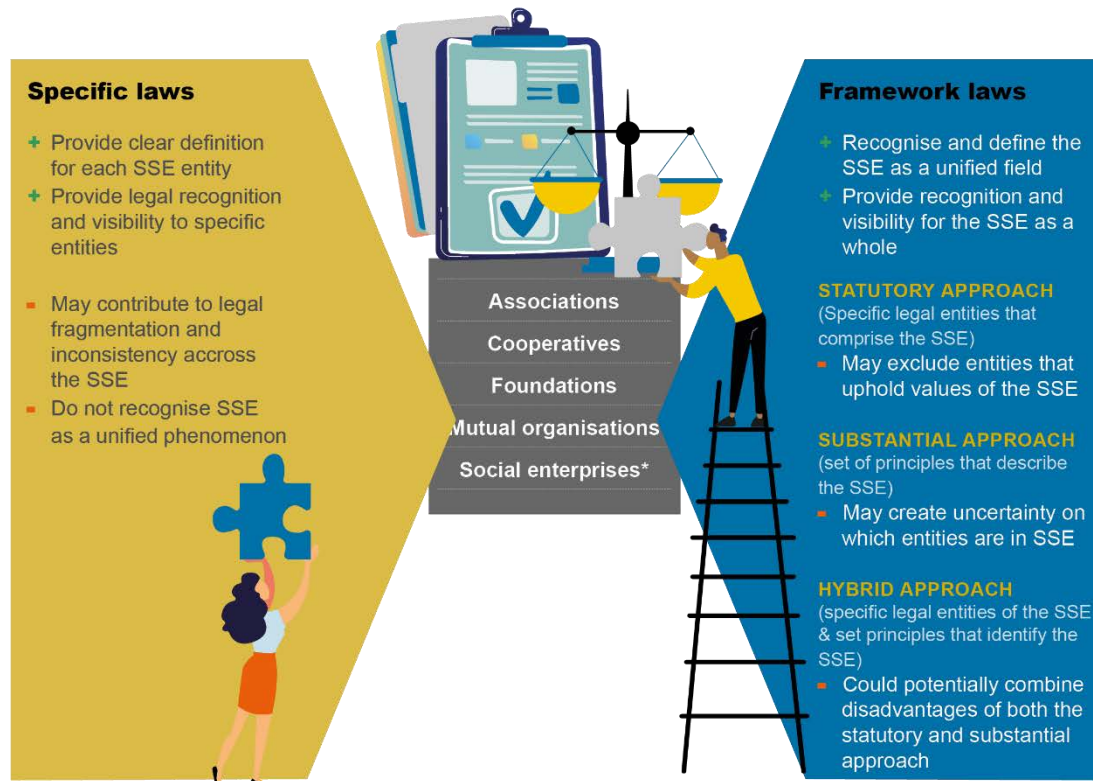 Specific laws
+ Provide clear definition
for each SSE entity
+ Provide legal recognition
and visibility to specific
entities
- May contribute to legal
fragmentation and
inconsistency accross
the SSE
- Do not recognise SSE
as a unified phenomenon
Associations
Cooperatives
Foundations
Mutual organisations
Social enterprises*
Framework laws
+ Recognise and define the
SSE as a unified field
+ Provide recognition and
visibility for the SSE as a
whole
STATUTORY APPROACH
(Specific legal entities that
comprise the SSE)
- May exclude entities that
uphold values of the SSE
SUBSTANTIAL APPROACH
(set of principles that describe
the SSE)
- May create uncertainty on
which entities are in SSE
HYBRID APPROACH
(specific legal entities of the SSE
& set principles that identify the
SSE)
- Could potentially combine
disadvantages of both the
statutory and substantial
approach